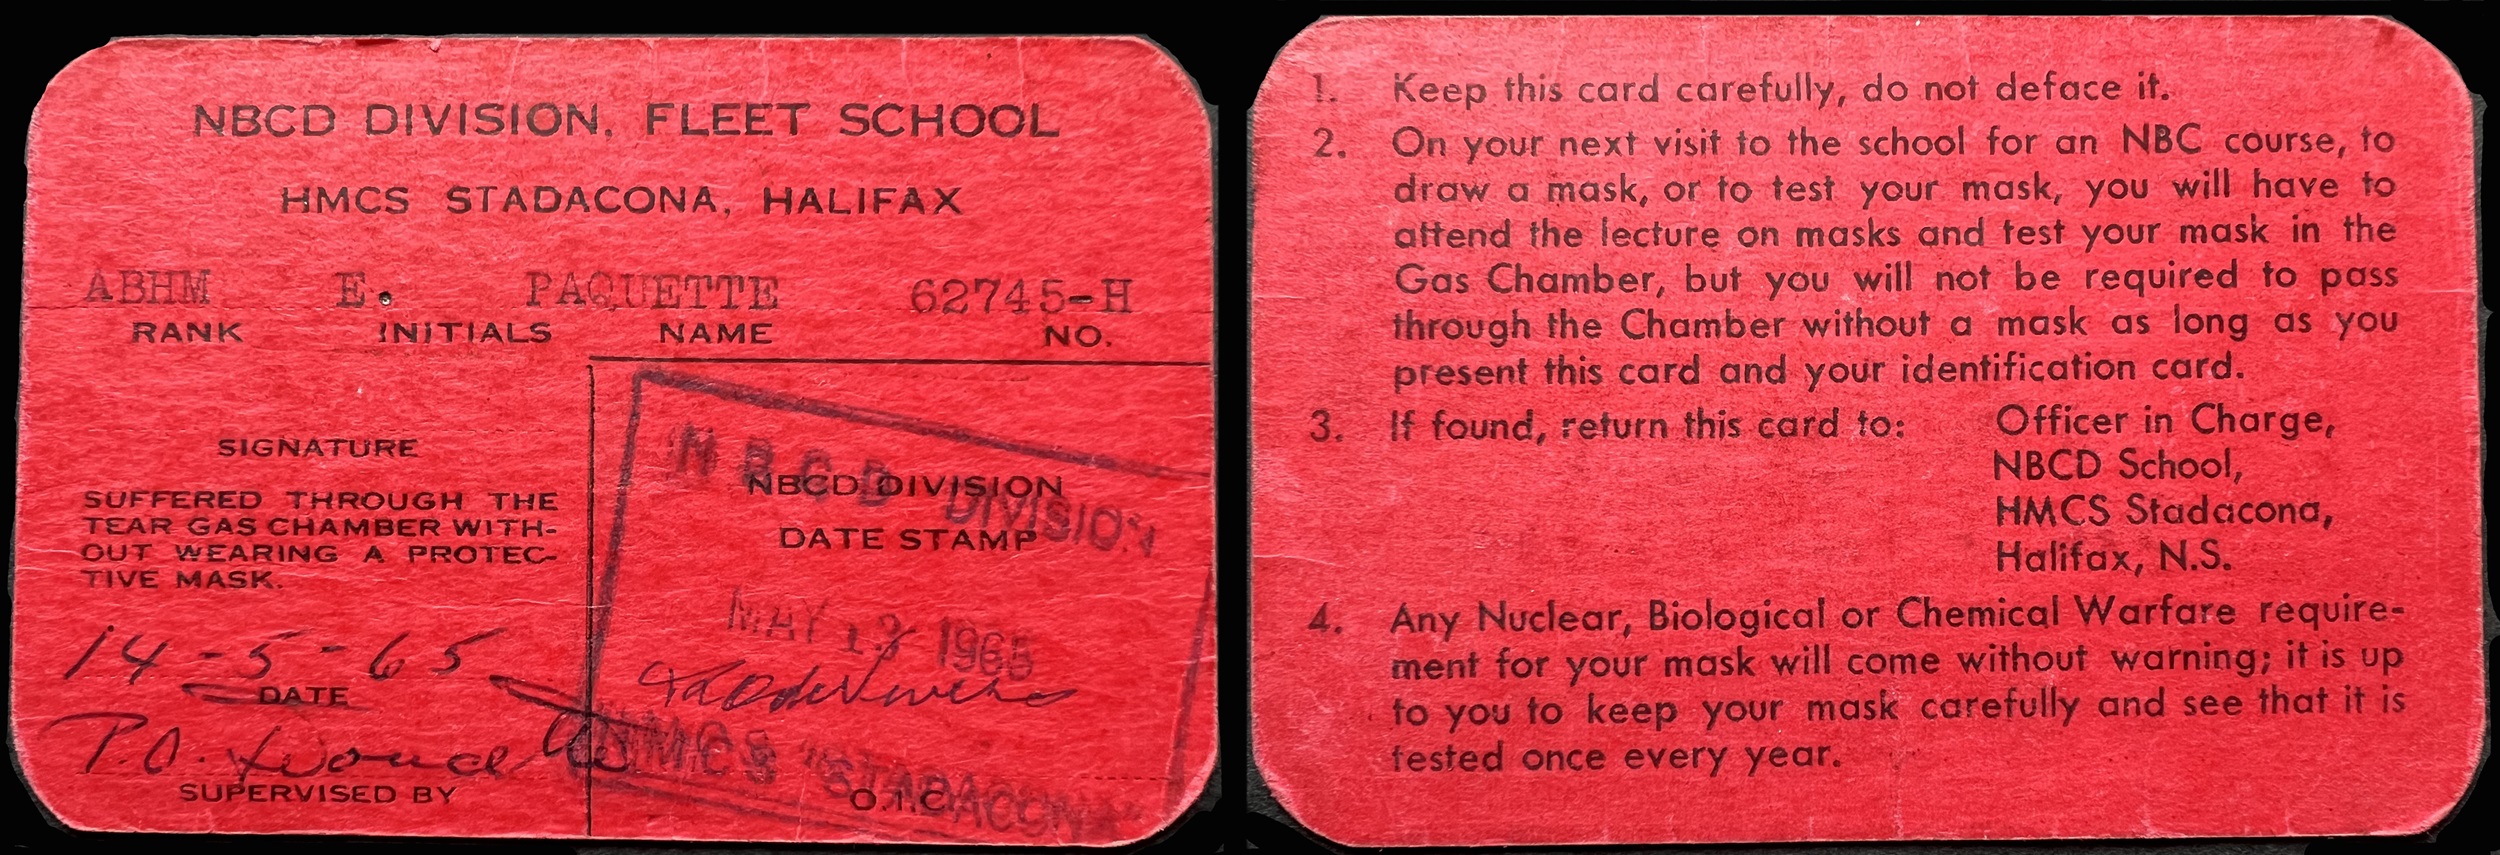 NBCD DIVISION, FLEET SCHOOL
HMCS STADACONA, HALIFAX
ABHM E. PAQUETTE 62745-H
RANK INITIALS NAME NO.
SIGNATURE
SUFFERED THROUGH THE
TEAR GAS CHAMBER WITH-
OUT WEARING A PROTEC-
TIVE MASK.
14-5-65
DATE
P.O.
SUPERVISED BY
NBCD DIVISION
NBCD DIVISION
DATE STAMP
MAY 1965
HMCS "STADACONA"
O.I.C.
1. Keep this card carefully, do not deface it.
2. On your next visit to the school for an NBC course, to
draw a mask, or to test your mask, you will have to
attend the lecture on masks and test your mask in the
Gas Chamber, but you will not be required to pass
through the Chamber without a mask as long as you
present this card and your identification card.
3. If found, return this card to: Officer in Charge,
NBCD School,
HMCS Stadacona,
Halifax, N.S.
4. Any Nuclear, Biological or Chemical Warfare require-
ment for your mask will come without warning; it is up
to you to keep your mask carefully and see that it is
tested once every year.